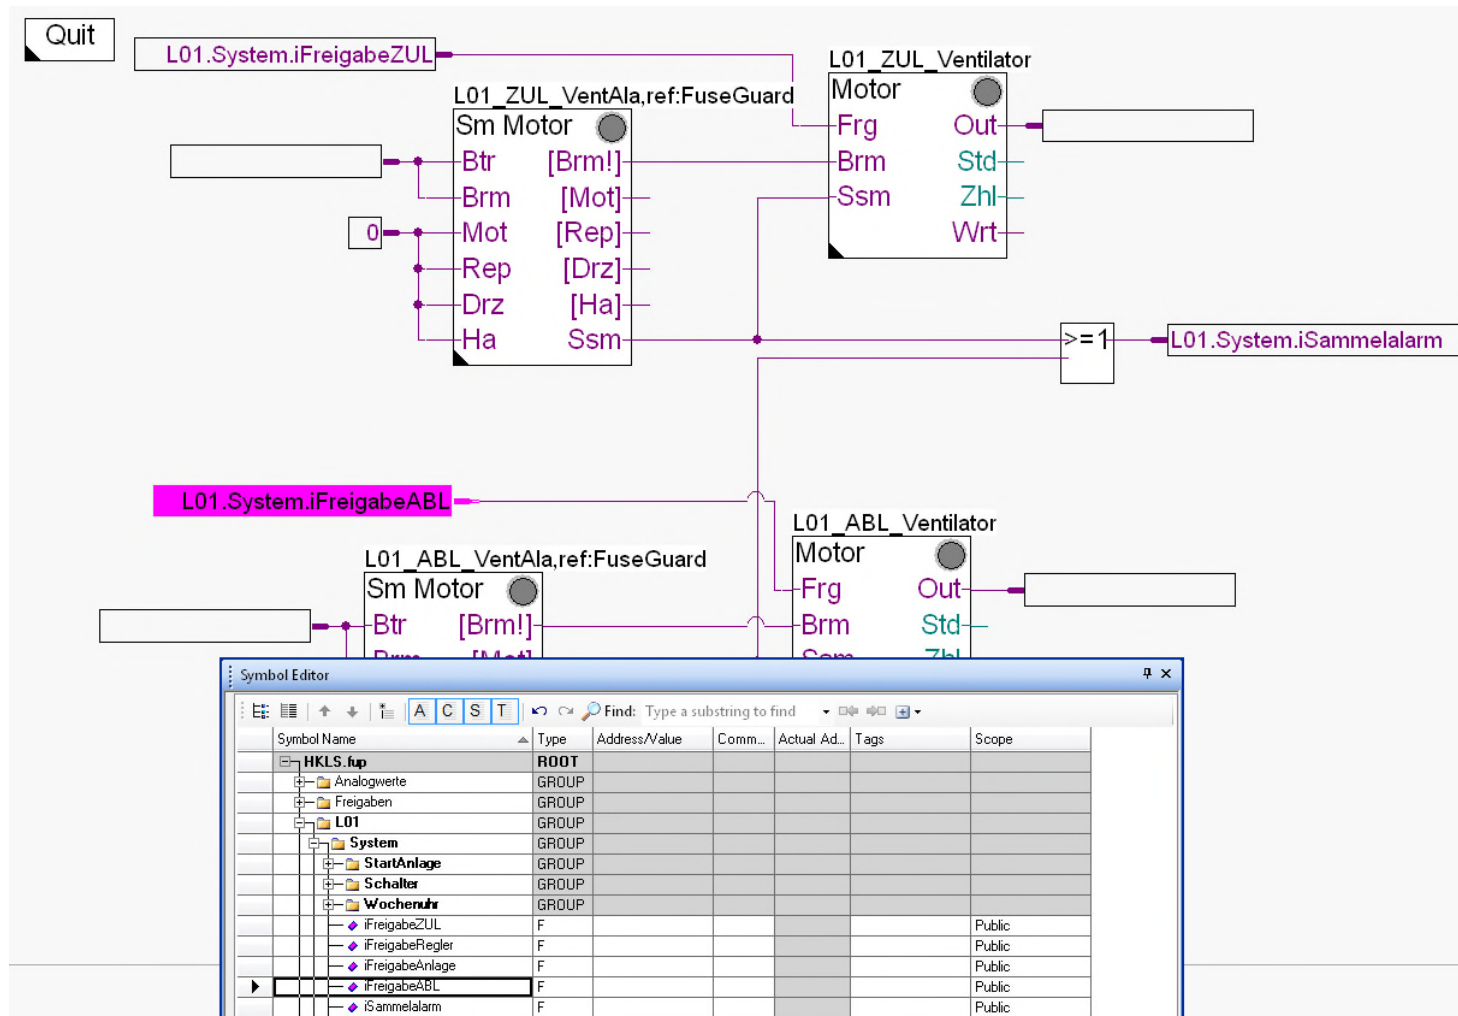 Quit
L01.System.iFreigabeZUL
L01_ZUL_Ventilator
L01_ZUL_VentAla,ref:FuseGuard
Motor
Sm Motor
Frg Out
Btr [Brm!]
Brm Std
Brm [Mot]
Ssm Zhl
0
Mot [Rep]
Wrt
Rep [Drz]
Drz [Ha]
Ha Ssm
>=1
L01.System.iSammelalarm
L01.System.iFreigabeABL
L01_ABL_Ventilator
L01_ABL_VentAla,ref:FuseGuard
Motor
Sm Motor
Frg Out
Btr [Brm!]
Brm Std
Brm [Mot]
Ssm Zhl
Symbol Editor
A C S T Find: Type a substring to find
Symbol Name Type Address/Value Comm... Actual Ad... Tags Scope
HKLS.fup ROOT
Analogwerte GROUP
Freigaben GROUP
L01 GROUP
System GROUP
StartAnlage GROUP
Schalter GROUP
Wochenuhr GROUP
iFreigabeZUL F Public
iFreigabeRegler F Public
iFreigabeAnlage F Public
iFreigabeABL F Public
iSammelalarm F Public